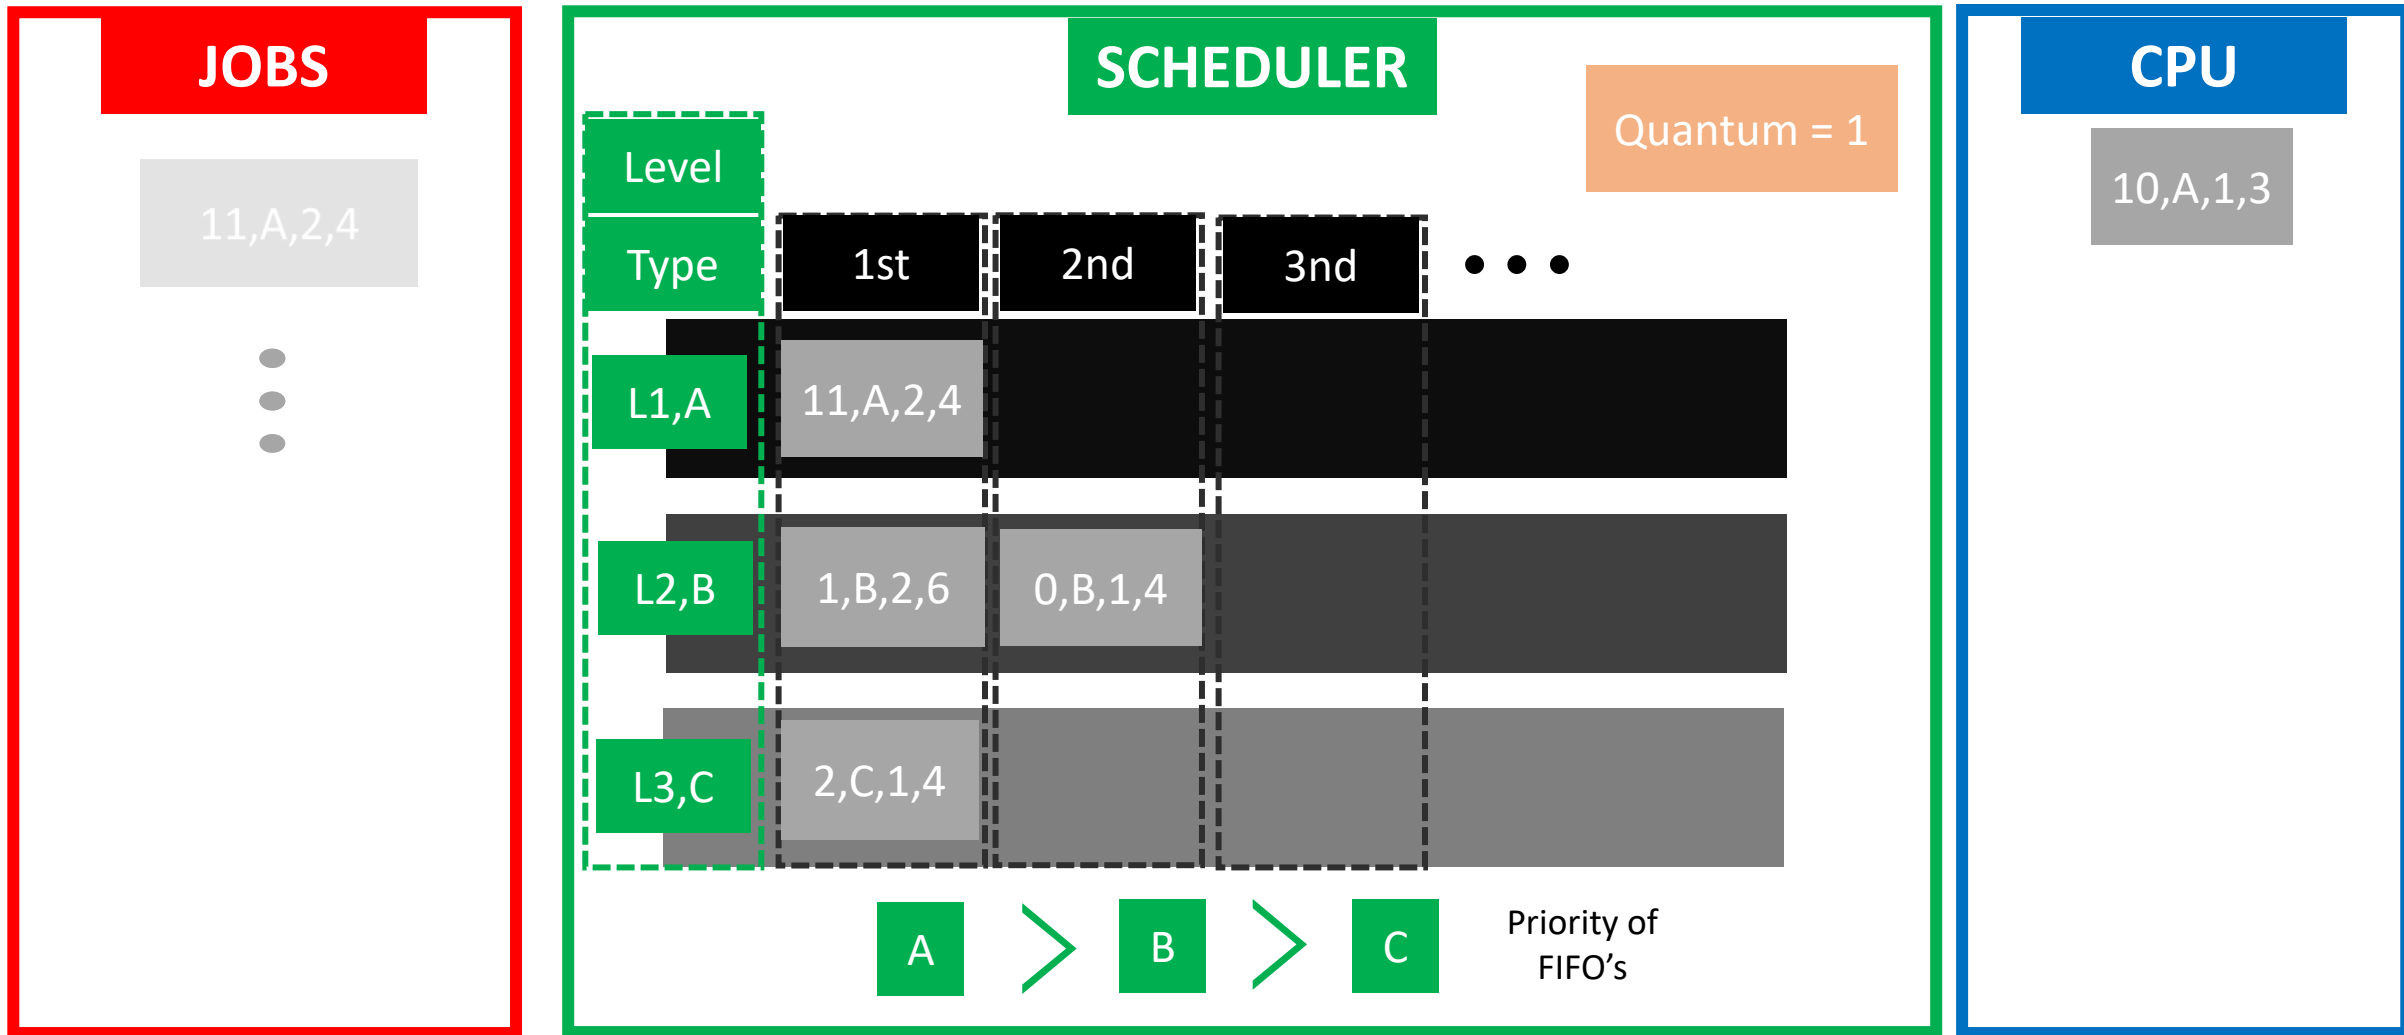 JOBS
11,A,2,4
SCHEDULER
Quantum = 1
Level
Type
1st
2nd
3nd
L1,A
11,A,2,4
L2,B
1,B,2,6
0,B,1,4
L3,C
2,C,1,4
A
B
C
Priority of
FIFO’s
CPU
10,A,1,3